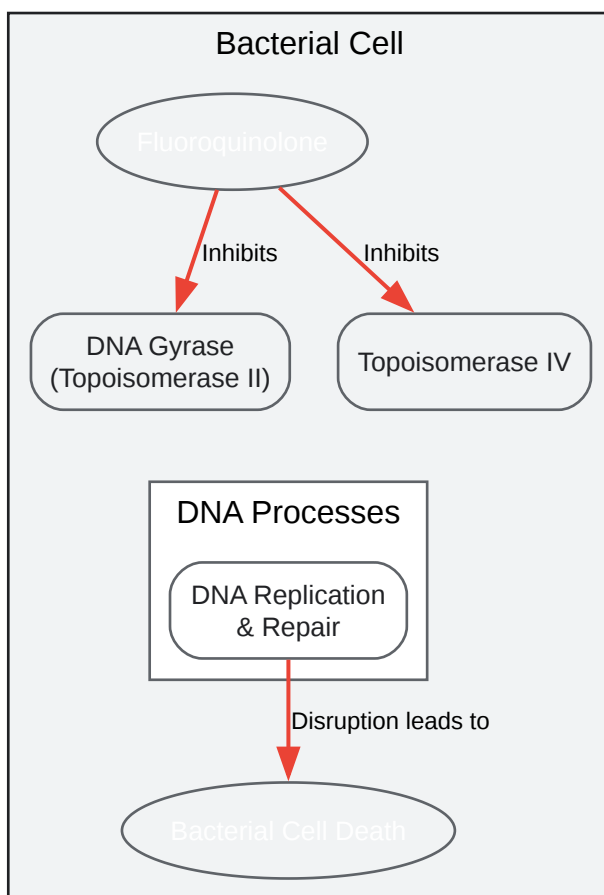 Bacterial Cell
Fluoroquinolone
Inhibits
Inhibits
DNA Gyrase
(Topoisomerase II)
Topoisomerase IV
DNA Processes
DNA Replication
& Repair
Disruption leads to
Bacterial Cell Death